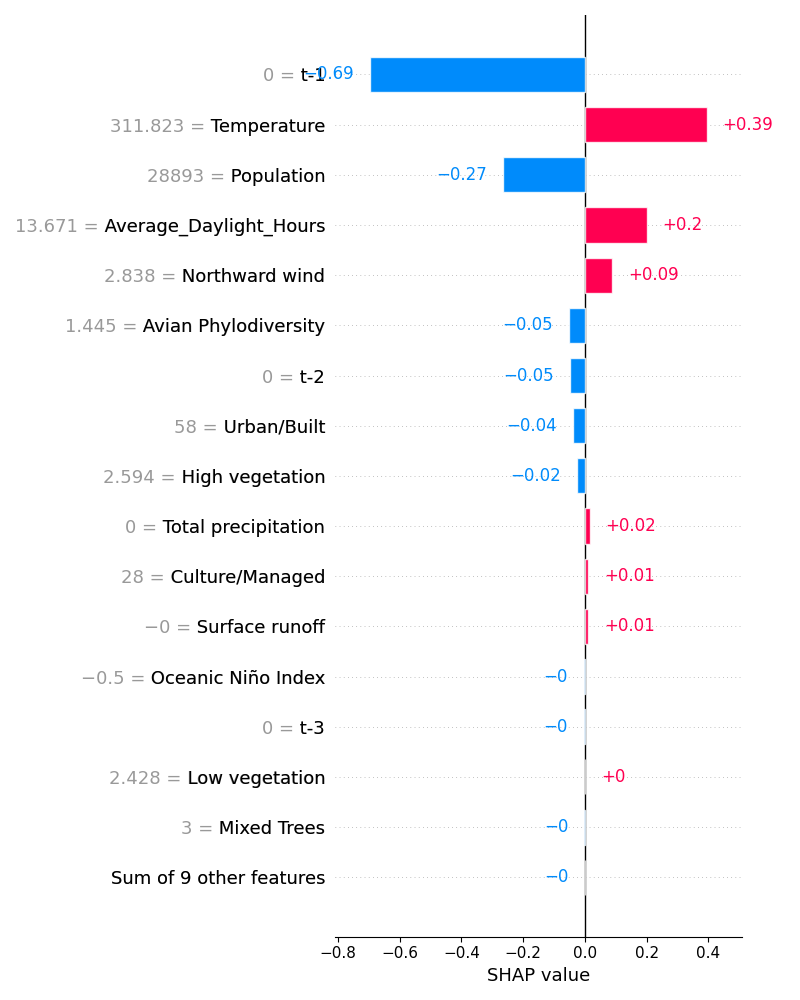 0 = t-1 −0.69
311.823 = Temperature +0.39
28893 = Population −0.27
13.671 = Average_Daylight_Hours +0.2
2.838 = Northward wind +0.09
1.445 = Avian Phylodiversity −0.05
0 = t-2 −0.05
58 = Urban/Built −0.04
2.594 = High vegetation −0.02
0 = Total precipitation +0.02
28 = Culture/Managed +0.01
−0 = Surface runoff +0.01
−0.5 = Oceanic Niño Index −0
0 = t-3 −0
2.428 = Low vegetation +0
3 = Mixed Trees −0
Sum of 9 other features −0
−0.8 −0.6 −0.4 −0.2 0.0 0.2 0.4
SHAP value